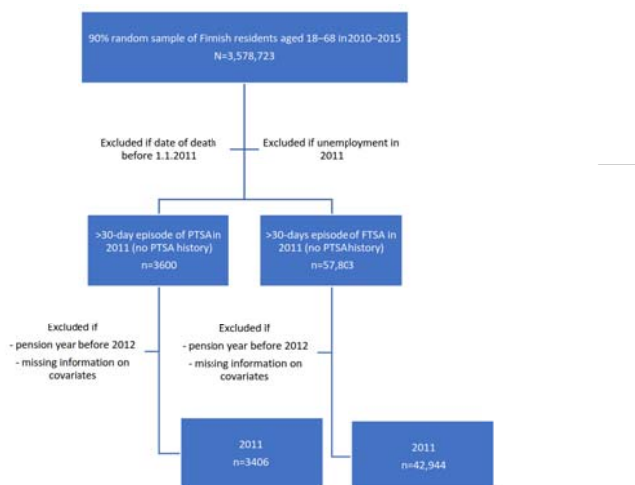 90% random sample of Finnish residents aged 18–68 in 2010–2015
N=3,578,723
Excluded if date of death
before 1.1.2011
Excluded if unemployment in
2011
>30-day episode of PTSA in
2011 (no PTSA history)
n=3600
>30-days episode of FTSA in
2011 (no PTSA history)
n=57,803
Excluded if
- pension year before 2012
- missing information on
covariates
Excluded if
- pension year before 2012
- missing information on
covariates
2011
n=3406
2011
n=42,944